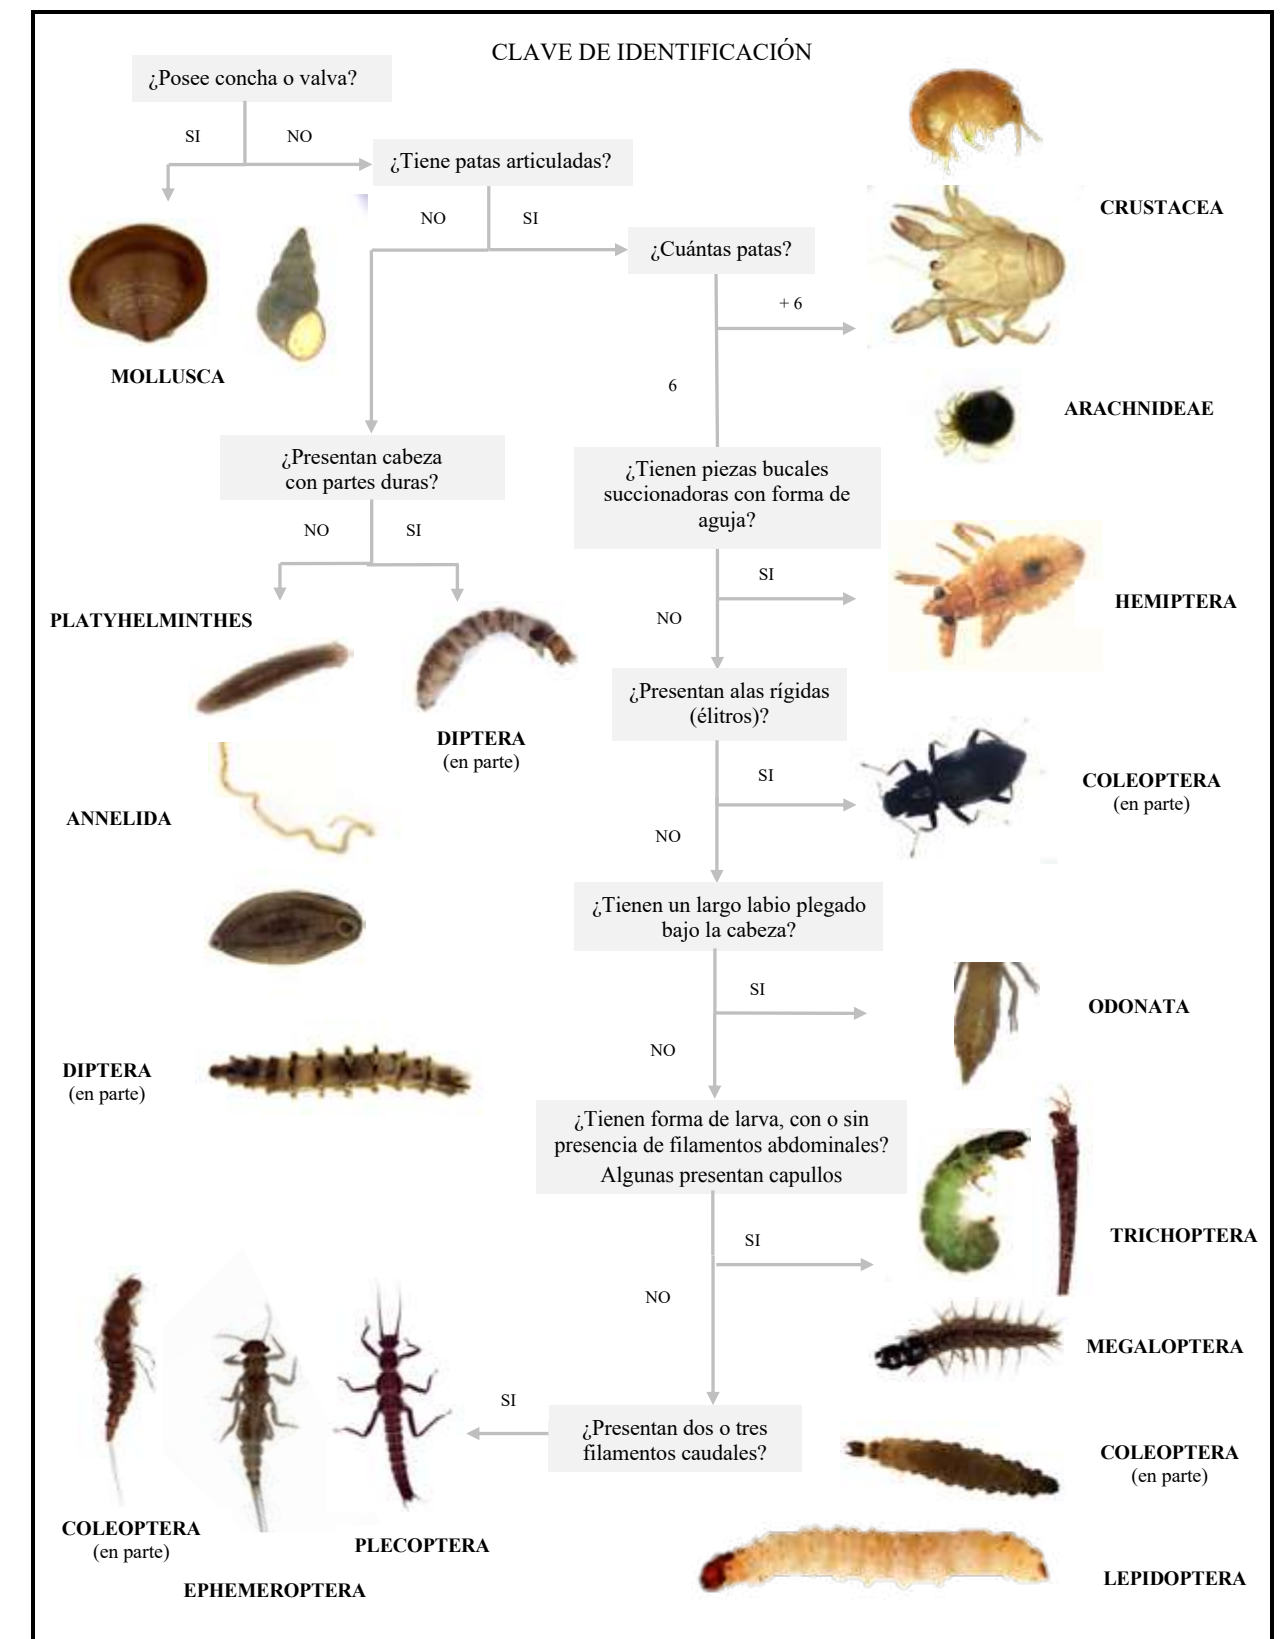 CLAVE DE IDENTIFICACIÓN
¿Posee concha o valva?
SI
NO
¿Tiene patas articuladas?
NO
SI
CRUSTACEA
¿Cuántas patas?
+ 6
MOLLUSCA
6
ARACHNIDEAE
¿Presentan cabeza
con partes duras?
¿Tienen piezas bucales
succionadoras con forma de
aguja?
NO
SI
SI
HEMIPTERA
NO
PLATYHELMINTHES
¿Presentan alas rígidas
(élitros)?
DIPTERA
(en parte)
SI
COLEOPTERA
(en parte)
ANNELIDA
NO
¿Tienen un largo labio plegado
bajo la cabeza?
SI
ODONATA
NO
DIPTERA
(en parte)
¿Tienen forma de larva, con o sin
presencia de filamentos abdominales?
Algunas presentan capullos
SI
TRICHOPTERA
NO
MEGALOPTERA
SI
¿Presentan dos o tres
filamentos caudales?
COLEOPTERA
(en parte)
COLEOPTERA
(en parte)
PLECOPTERA
EPHEMEROPTERA
LEPIDOPTERA